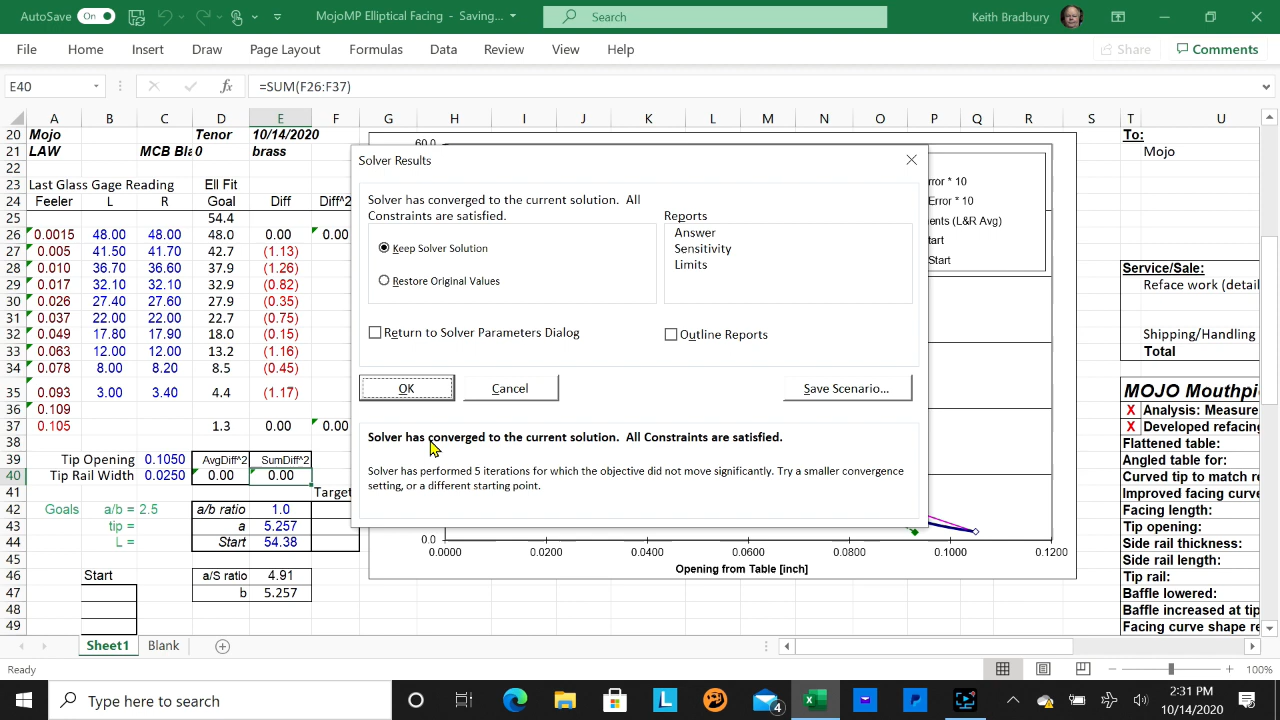 AutoSave On MojoMP Elliptical Facing - Saving... Search Keith Bradbury
File Home Insert Draw Page Layout Formulas Data Review View Help Share Comments
E40 fx =SUM(F26:F37)
A B C D E F G H I J K L M N O P Q R S T U
20 Mojo Tenor 10/14/2020 60.0 To:
21 LAW MCB Bla 0 brass Mojo
22
23 Last Glass Gage Reading Ell Fit
24 Feeler L R Goal Diff Diff^2
25 54.4
26 0.0015 48.00 48.00 48.0 0.00 0.00
27 0.005 41.50 41.70 42.7 (1.13)
28 0.010 36.70 36.60 37.9 (1.26)
29 0.017 32.10 32.10 32.9 (0.82)
30 0.026 27.40 27.60 27.9 (0.35)
31 0.037 22.00 22.00 22.7 (0.75)
32 0.049 17.80 17.90 18.0 (0.15)
33 0.063 12.00 12.00 13.2 (1.16)
34 0.078 8.00 8.20 8.5 (0.45)
35 0.093 3.00 3.40 4.4 (1.17)
36 0.109
37 0.105 1.3 0.00 0.00
38
39 Tip Opening 0.1050 AvgDiff^2 SumDiff^2
40 Tip Rail Width 0.0250 0.00 0.00
41 Target
42 Goals a/b = 2.5 a/b ratio 1.0
43 tip = a 5.257
44 L = Start 54.38
45
46 Start a/S ratio 4.91
47 b 5.257
48
49
Solver Results
Solver has converged to the current solution. All
Constraints are satisfied.
Keep Solver Solution
Restore Original Values
Reports
Answer
Sensitivity
Limits
Return to Solver Parameters Dialog
Outline Reports
OK Cancel Save Scenario...
Solver has converged to the current solution. All Constraints are satisfied.
Solver has performed 5 iterations for which the objective did not move significantly. Try a smaller convergence
setting, or a different starting point.
rror * 10
Error * 10
ents (L&R Avg)
tart
Start
0.0
0.0000 0.0200 0.0400 0.0600 0.0800 0.1000 0.1200
Opening from Table [inch]
Service/Sale:
Reface work (detai
Shipping/Handling
Total
MOJO Mouthpi
X Analysis: Measure
X Developed refacing
Flattened table:
Angled table for:
Curved tip to match r
Improved facing curve
Facing length:
Tip opening:
Side rail thickness:
Side rail length:
Tip rail:
Baffle lowered:
Baffle increased at tip
Facing curve shape re
Sheet1 Blank
Ready 100%
Type here to search 4 2:31 PM
10/14/2020